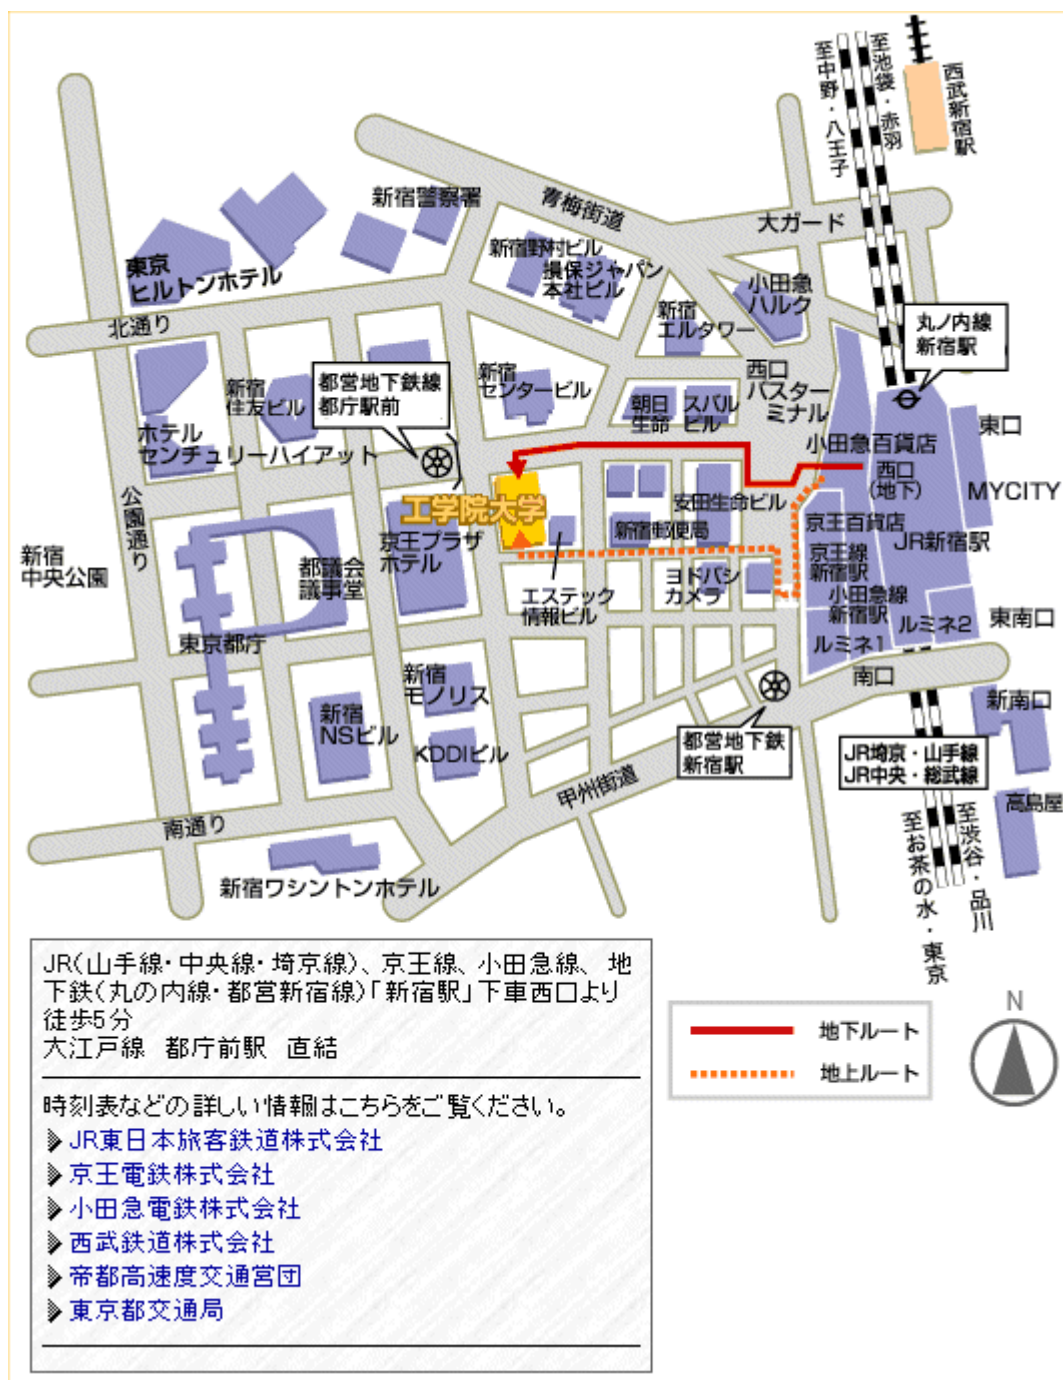 至中野・八王子
至池袋・赤羽
西武新宿駅
新宿警察署
青梅街道
大ガード
新宿野村ビル
損保ジャパン
本社ビル
東京
ヒルトンホテル
小田急
ハルク
北通り
新宿
エルタワー
丸ノ内線
新宿駅
都営地下鉄線
都庁駅前
新宿
住友ビル
新宿
センタービル
西口
バスター
ミナル
朝日
生命
スバル
ビル
ホテル
センチュリーハイアット
小田急百貨店
東口
西口
(地下)
MYCITY
公園通り
工学院大学
安田生命ビル
新宿郵便局
京王百貨店
JR新宿駅
新宿
中央公園
都議会
議事堂
京王プラザ
ホテル
京王線
新宿駅
エステック
情報ビル
ヨドバシ
カメラ
小田急線
新宿駅
東京都庁
ルミネ1
ルミネ2
東南口
南口
新宿
モノリス
新南口
新宿
NSビル
KDDIビル
都営地下鉄
新宿駅
JR埼京・山手線
JR中央・総武線
甲州街道
高島屋
南通り
新宿ワシントンホテル
至お茶の水・東京
至渋谷・品川
JR(山手線・中央線・埼京線)、京王線、小田急線、地
下鉄(丸の内線・都営新宿線)「新宿駅」下車西口より
徒歩5分
大江戸線 都庁前駅 直結
時刻表などの詳しい情報はこちらをご覧ください。
JR東日本旅客鉄道株式会社
京王電鉄株式会社
小田急電鉄株式会社
西武鉄道株式会社
帝都高速度交通営団
東京都交通局
地下ルート
地上ルート
N